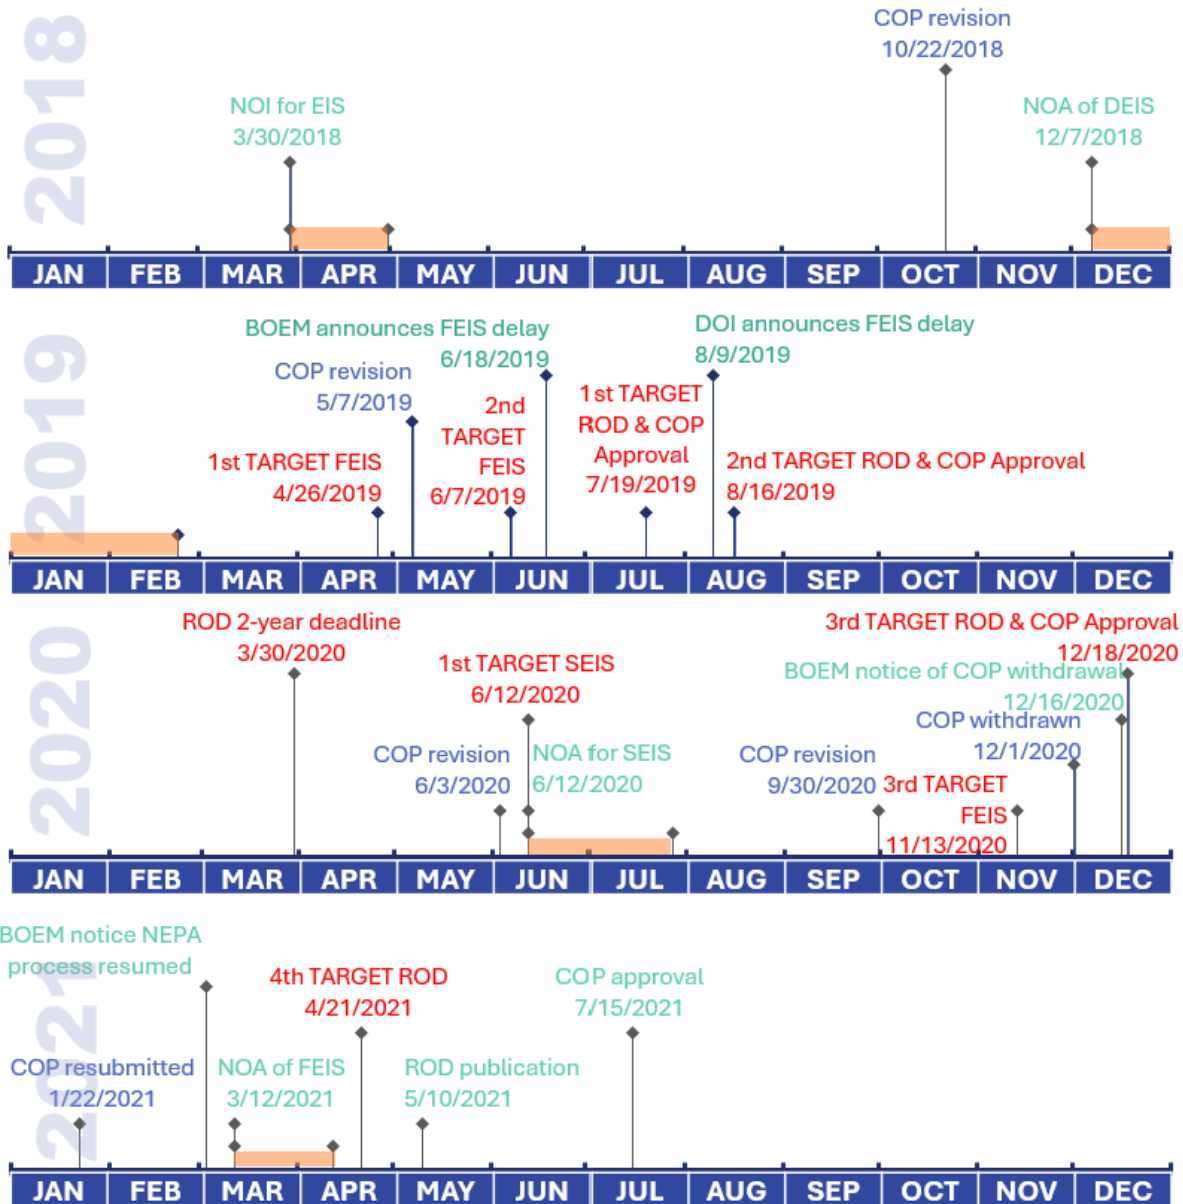 2018
COP revision
10/22/2018
NOI for EIS
3/30/2018
NOA of DEIS
12/7/2018
JAN FEB MAR APR MAY JUN JUL AUG SEP OCT NOV DEC
2019
BOEM announces FEIS delay
6/18/2019
DOI announces FEIS delay
8/9/2019
COP revision
5/7/2019
1st TARGET
ROD & COP
Approval
7/19/2019
2nd
TARGET
FEIS
6/7/2019
1st TARGET FEIS
4/26/2019
2nd TARGET ROD & COP Approval
8/16/2019
JAN FEB MAR APR MAY JUN JUL AUG SEP OCT NOV DEC
2020
ROD 2-year deadline
3/30/2020
3rd TARGET ROD & COP Approval
12/18/2020
1st TARGET SEIS
6/12/2020
BOEM notice of COP withdrawal
12/16/2020
COP withdrawn
12/1/2020
COP revision
6/3/2020
NOA for SEIS
6/12/2020
COP revision
9/30/2020
3rd TARGET
FEIS
11/13/2020
JAN FEB MAR APR MAY JUN JUL AUG SEP OCT NOV DEC
2021
BOEM notice NEPA
process resumed
4th TARGET ROD
4/21/2021
COP approval
7/15/2021
COP resubmitted
1/22/2021
NOA of FEIS
3/12/2021
ROD publication
5/10/2021
JAN FEB MAR APR MAY JUN JUL AUG SEP OCT NOV DEC